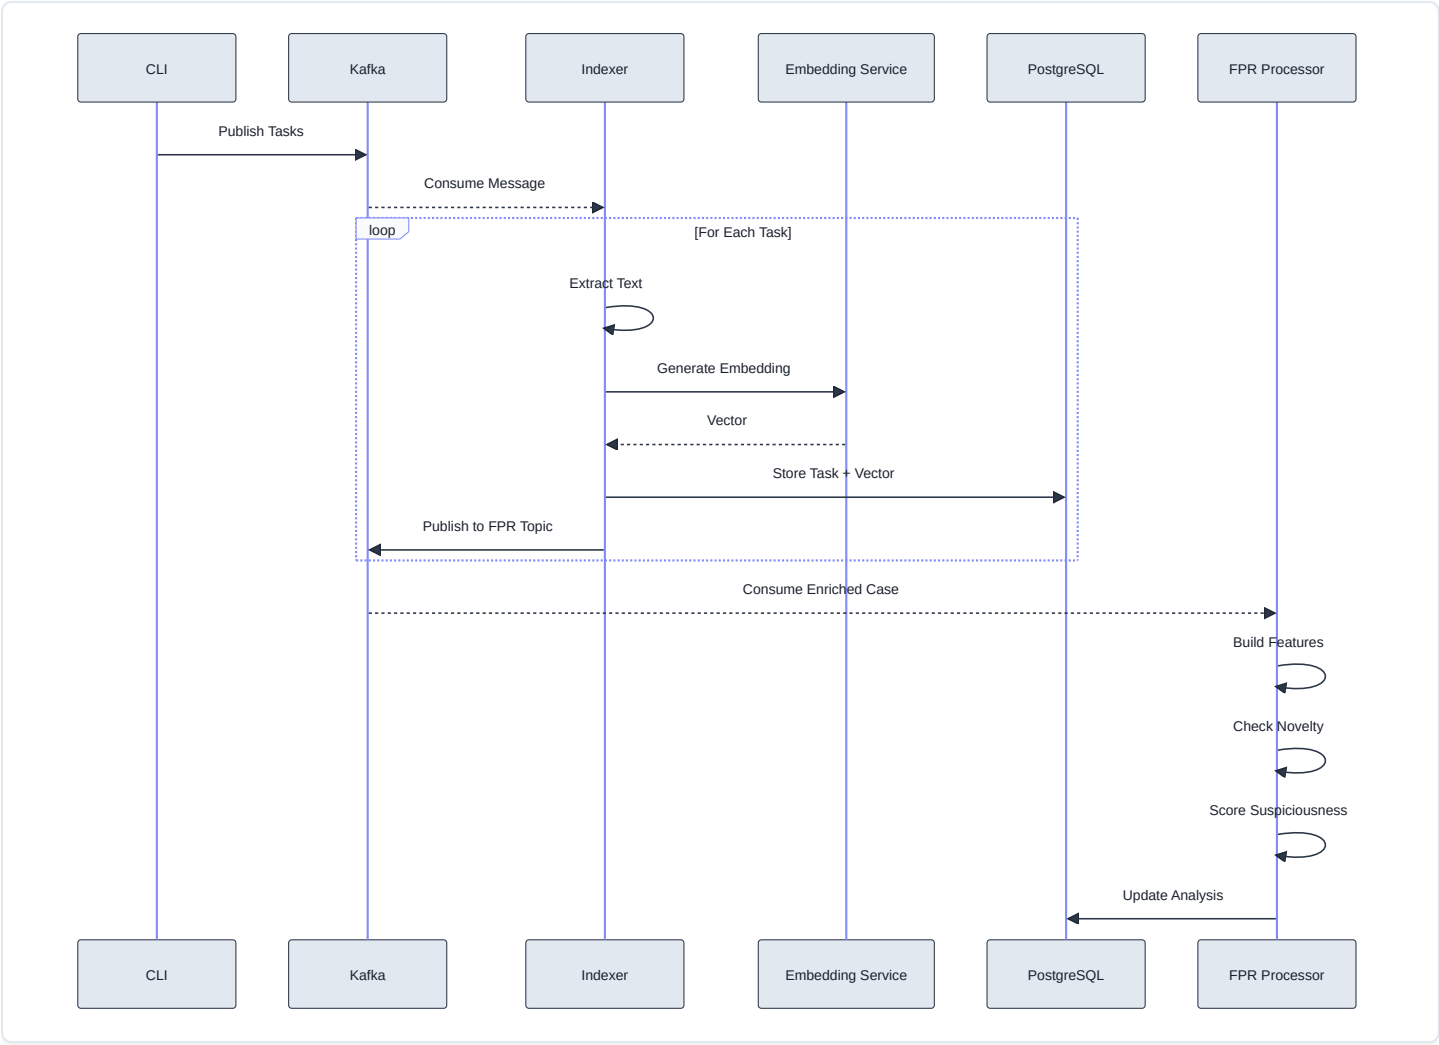 CLI
Kafka
Indexer
Embedding Service
PostgreSQL
FPR Processor
Publish Tasks
Consume Message
loop
[For Each Task]
Extract Text
Generate Embedding
Vector
Store Task + Vector
Publish to FPR Topic
Consume Enriched Case
Build Features
Check Novelty
Score Suspiciousness
Update Analysis
CLI
Kafka
Indexer
Embedding Service
PostgreSQL
FPR Processor